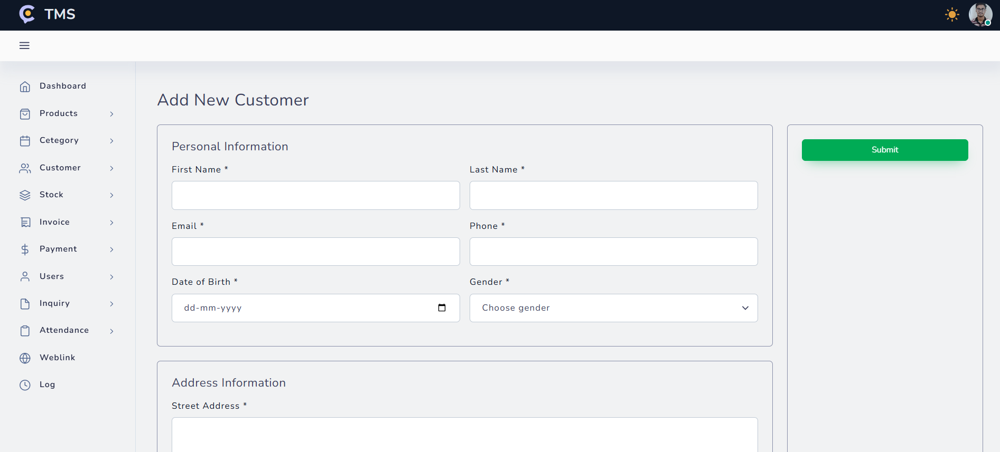 TMS
Dashboard
Products
Cetegory
Customer
Stock
Invoice
Payment
Users
Inquiry
Attendance
Weblink
Log
Add New Customer
Personal Information
First Name *
Last Name *
Email *
Phone *
Date of Birth *
Gender *
dd-mm-yyyy
Choose gender
Address Information
Street Address *
Submit